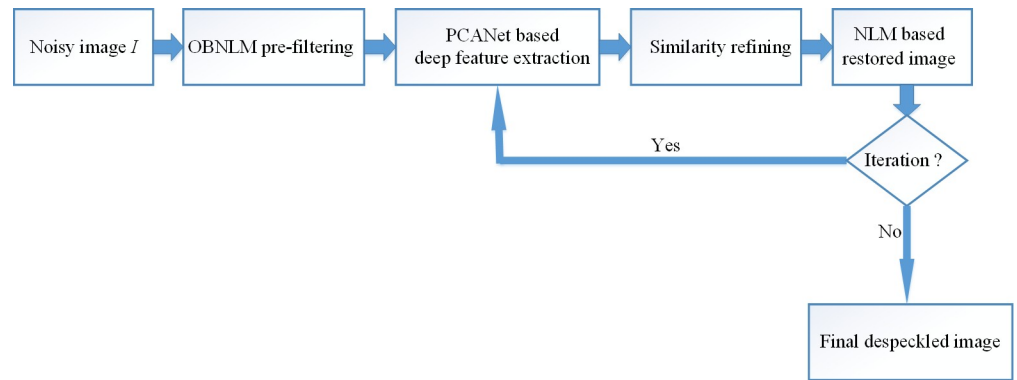 Noisy image I
OBNLM pre-filtering
PCANet based
deep feature extraction
Similarity refining
NLM based
restored image
Yes
Iteration ?
No
Final despeckled image